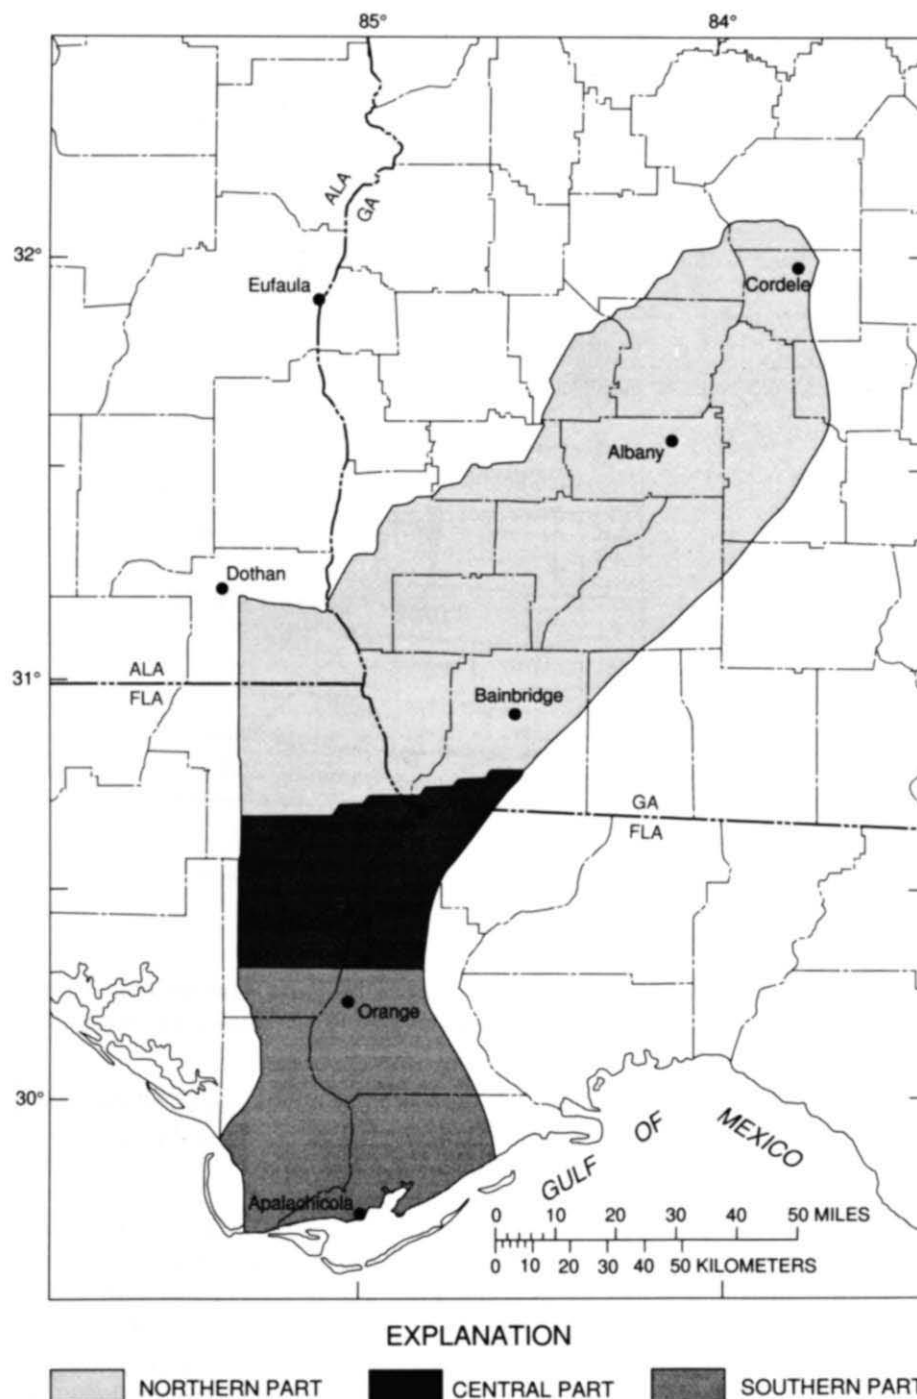 85° 84°
ALA
GA
32°
Eufaula
Cordele
Albany
Dothan
31°
ALA
FLA
Bainbridge
GA
FLA
Orange
30°
GULF OF MEXICO
Apalachicola
0 10 20 30 40 50 MILES
0 10 20 30 40 50 KILOMETERS
EXPLANATION
NORTHERN PART CENTRAL PART SOUTHERN PART